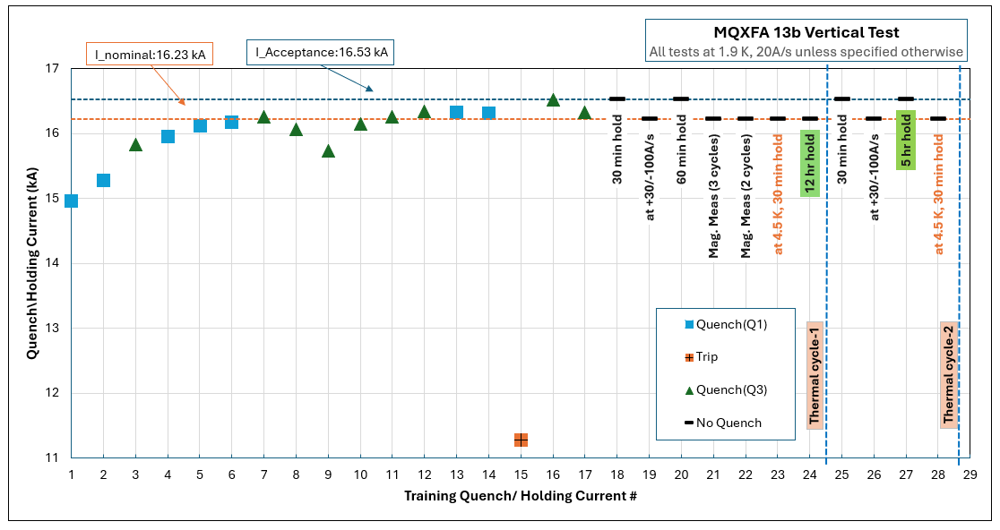 MQXFA 13b Vertical Test
All tests at 1.9 K, 20A/s unless specified otherwise
I_nominal:16.23 kA
I_Acceptance:16.53 kA
Quench\Holding Current (kA)
17
16
15
14
13
12
11
30 min hold
at +30/-100A/s
60 min hold
Mag. Meas (3 cycles)
Mag. Meas (2 cycles)
at 4.5 K, 30 min hold
12 hr hold
30 min hold
at +30/-100A/s
5 hr hold
at 4.5 K, 30 min hold
Quench(Q1)
Trip
Quench(Q3)
No Quench
Thermal cycle-1
Thermal cycle-2
1 2 3 4 5 6 7 8 9 10 11 12 13 14 15 16 17 18 19 20 21 22 23 24 25 26 27 28 29
Training Quench/ Holding Current #